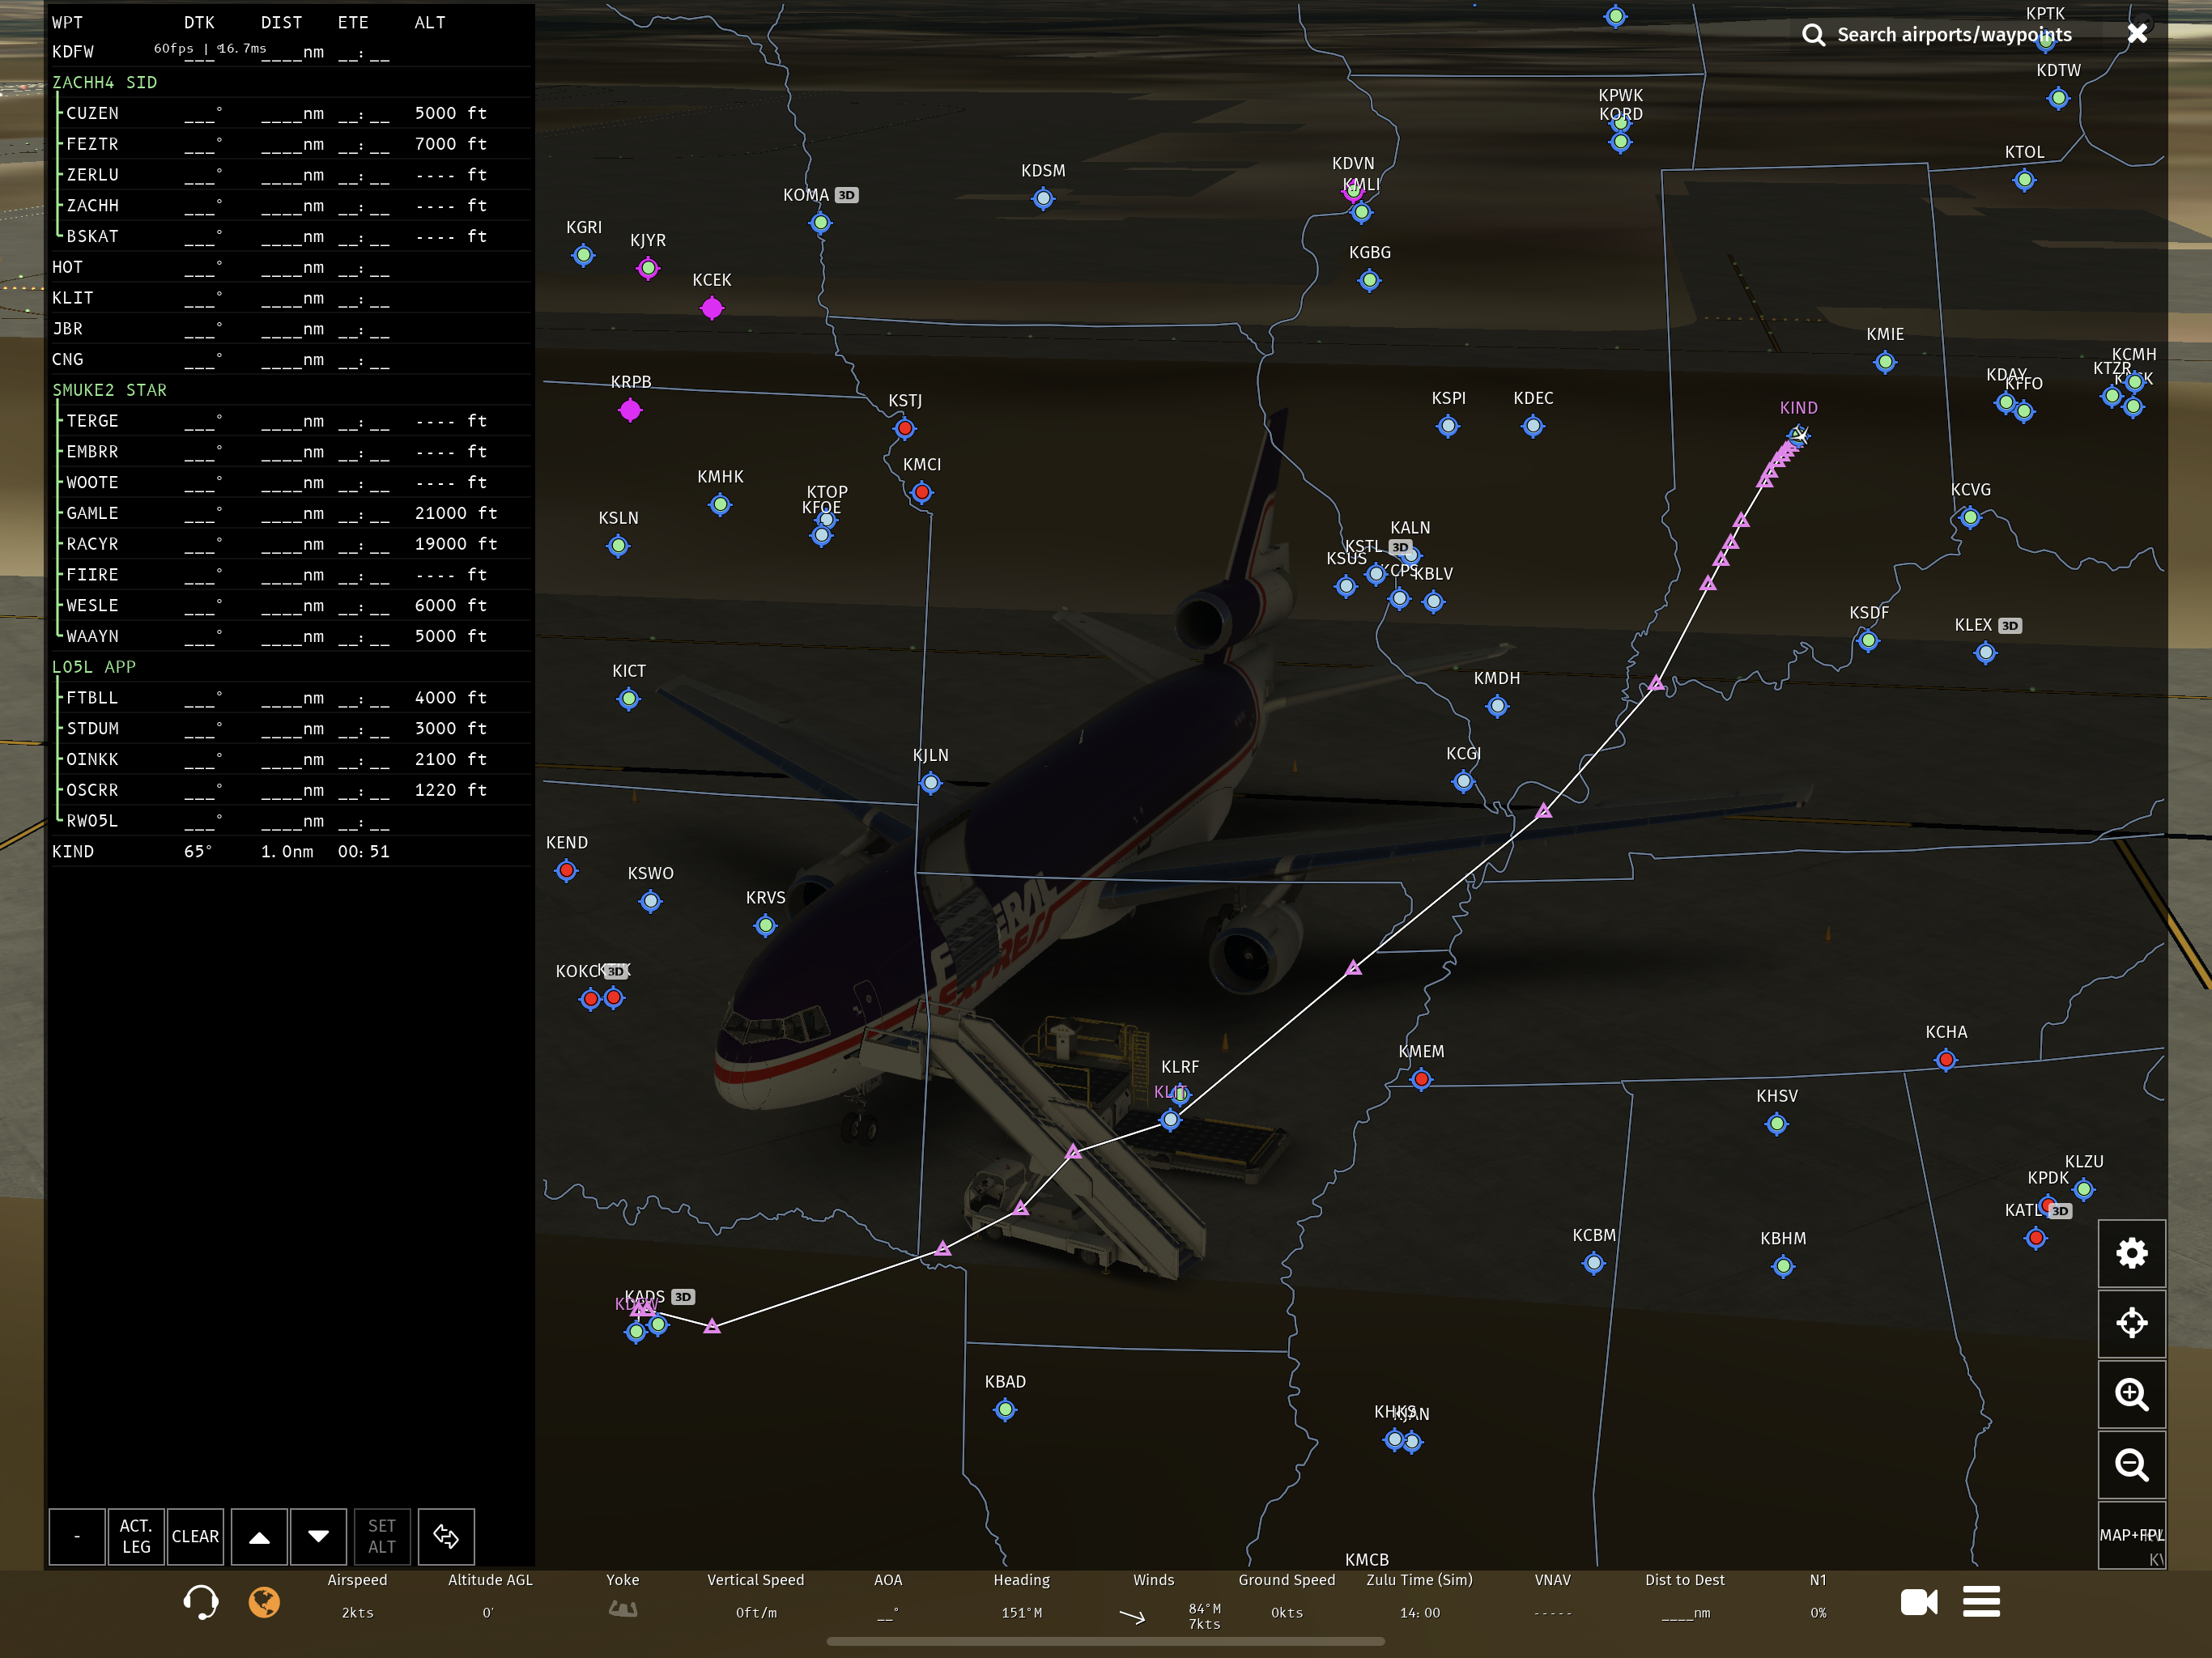 WPT DTK DIST ETE ALT
60fps | 16.7ms
KDFW ___° ____nm __:__
ZACHH4 SID
CUZEN ___° ____nm __:__ 5000 ft
FEZTR ___° ____nm __:__ 7000 ft
ZERLU ___° ____nm __:__ ---- ft
ZACHH ___° ____nm __:__ ---- ft
BSKAT ___° ____nm __:__ ---- ft
HOT ___° ____nm __:__
KLIT ___° ____nm __:__
JBR ___° ____nm __:__
CNG ___° ____nm __:__
SMUKE2 STAR
TERGE ___° ____nm __:__ ---- ft
EMBRR ___° ____nm __:__ ---- ft
WOOTE ___° ____nm __:__ ---- ft
GAMLE ___° ____nm __:__ 21000 ft
RACYR ___° ____nm __:__ 19000 ft
FIIRE ___° ____nm __:__ ---- ft
WESLE ___° ____nm __:__ 6000 ft
WAAYN ___° ____nm __:__ 5000 ft
L05L APP
FTBLL ___° ____nm __:__ 4000 ft
STDUM ___° ____nm __:__ 3000 ft
OINKK ___° ____nm __:__ 2100 ft
OSCRR ___° ____nm __:__ 1220 ft
RW05L ___° ____nm __:__
KIND 65° 1.0nm 00:51
-
ACT.
LEG
CLEAR
SET
ALT
KPTK
Search airports/waypoints
KDTW
KPWK
KORD
KTOL
KDVN
KMLI
KDSM
KOMA 3D
KGRI
KJYR
KGBG
KCEK
KMIE
KCMH
KTZR
KDAY
KFFO
KRPB
KSTJ
KSPI
KDEC
KIND
KMCI
KMHK
KTOP
KFOE
KCVG
KSLN
KALN
KSTL 3D
KSUS
KCPS
KBLV
KSDF
KLEX 3D
KICT
KMDH
KJLN
KCGI
KEND
KSWO
KRVS
KOKC 3D
KCHA
KMEM
KLRF
KLIT
KHSV
KLZU
KPDK
KATL 3D
KCBM
KBHM
KADS 3D
KDFW
KBAD
KHKS
KJAN
KMCB
MAP+FPL
FEDERAL
EXPRESS
Airspeed
2kts
Altitude AGL
0'
Yoke
Vertical Speed
0ft/m
AOA
__°
Heading
151°M
Winds
84°M
7kts
Ground Speed
0kts
Zulu Time (Sim)
14:00
VNAV
-----
Dist to Dest
____nm
N1
0%